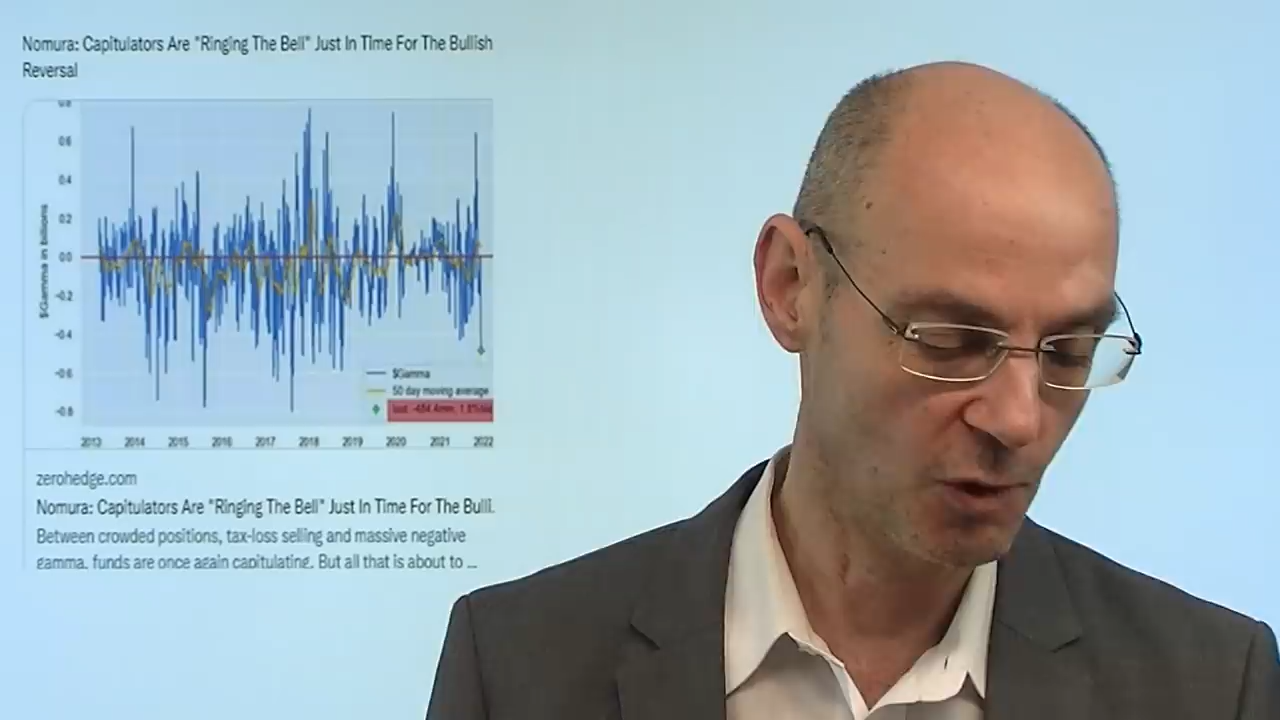 Nomura: Capitulators Are "Ringing The Bell" Just In Time For The Bullish
Reversal
0.8
0.6
0.4
0.2
0.0
-0.2
-0.4
-0.6
-0.8
$Gamma in billions
$Gamma
50 day moving average
last:
2013 2014 2015 2016 2017 2018 2019 2020 2021 2022
zerohedge.com
Nomura: Capitulators Are "Ringing The Bell" Just In Time For The Bulli.
Between crowded positions, tax-loss selling and massive negative
gamma, funds are once again capitulating. But all that is about to ...